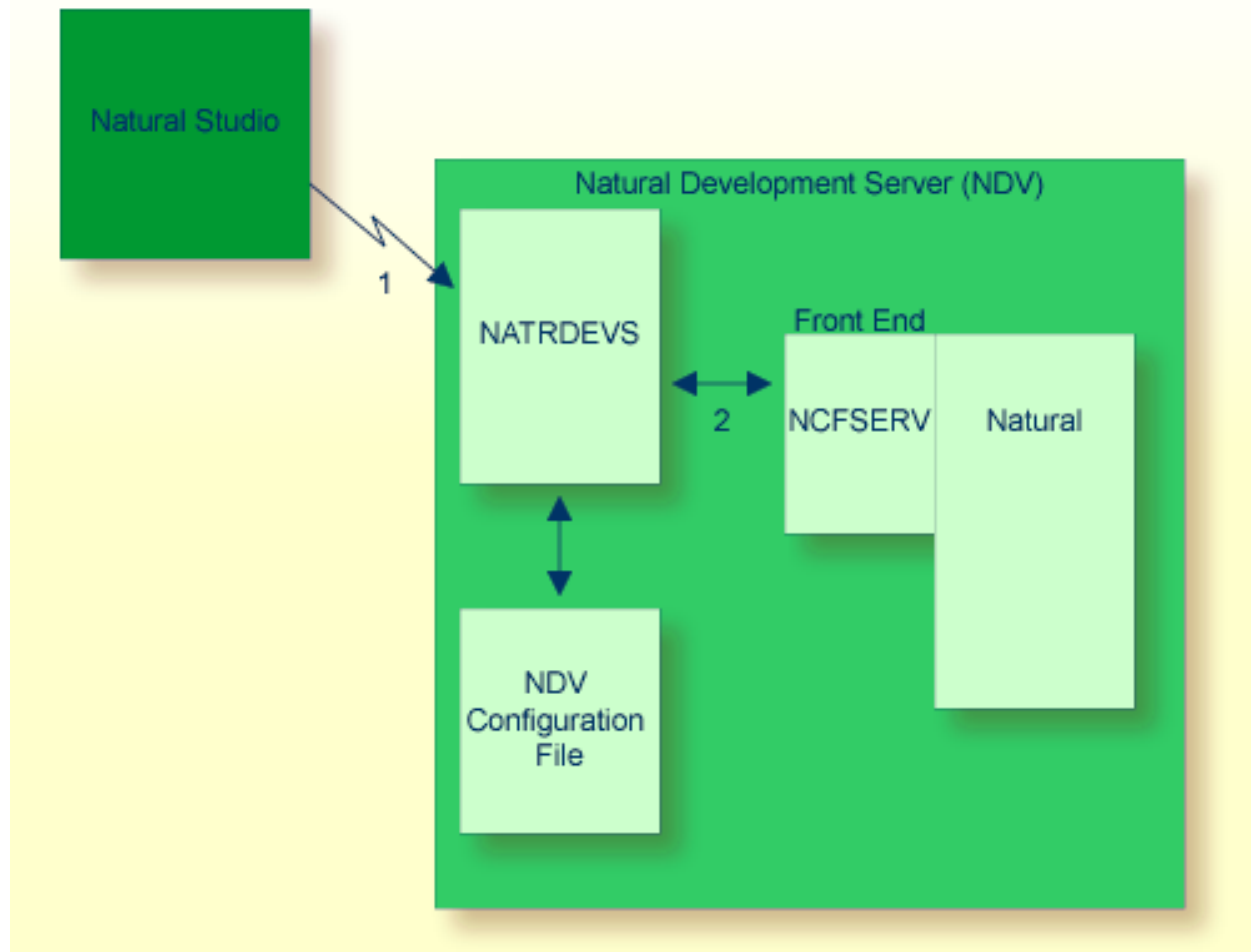 Natural Studio
Natural Development Server (NDV)
1
NATRDEVS
Front End
2
NCFSERV
Natural
NDV
Configuration
File